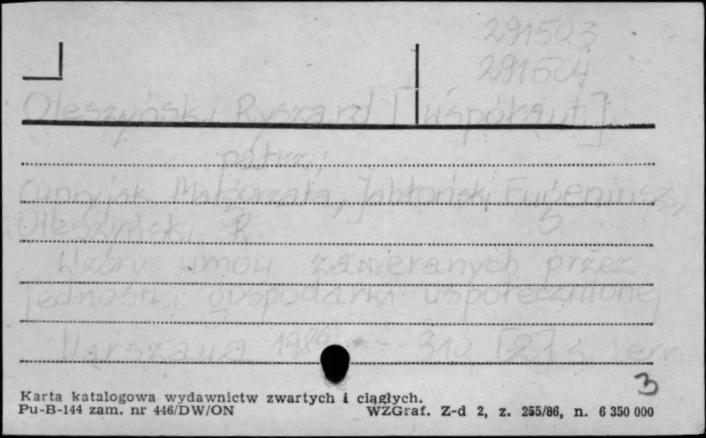 291503
291504
Oleszyński Ryszard [współaut.]
patrz:
Cupryjak Małgorzata, Jabłoński Eugeniusz,
Oleszyński R.
Wzory umów zawieranych przez
jednostki gospodarki uspołecznionej
Warszawa 310 [2] s. err.
3
Karta katalogowa wydawnictw zwartych i ciągłych.
Pu-B-144 zam. nr 446/DW/ON WZGraf. Z-d 2, z. 255/86, n. 6 350 000